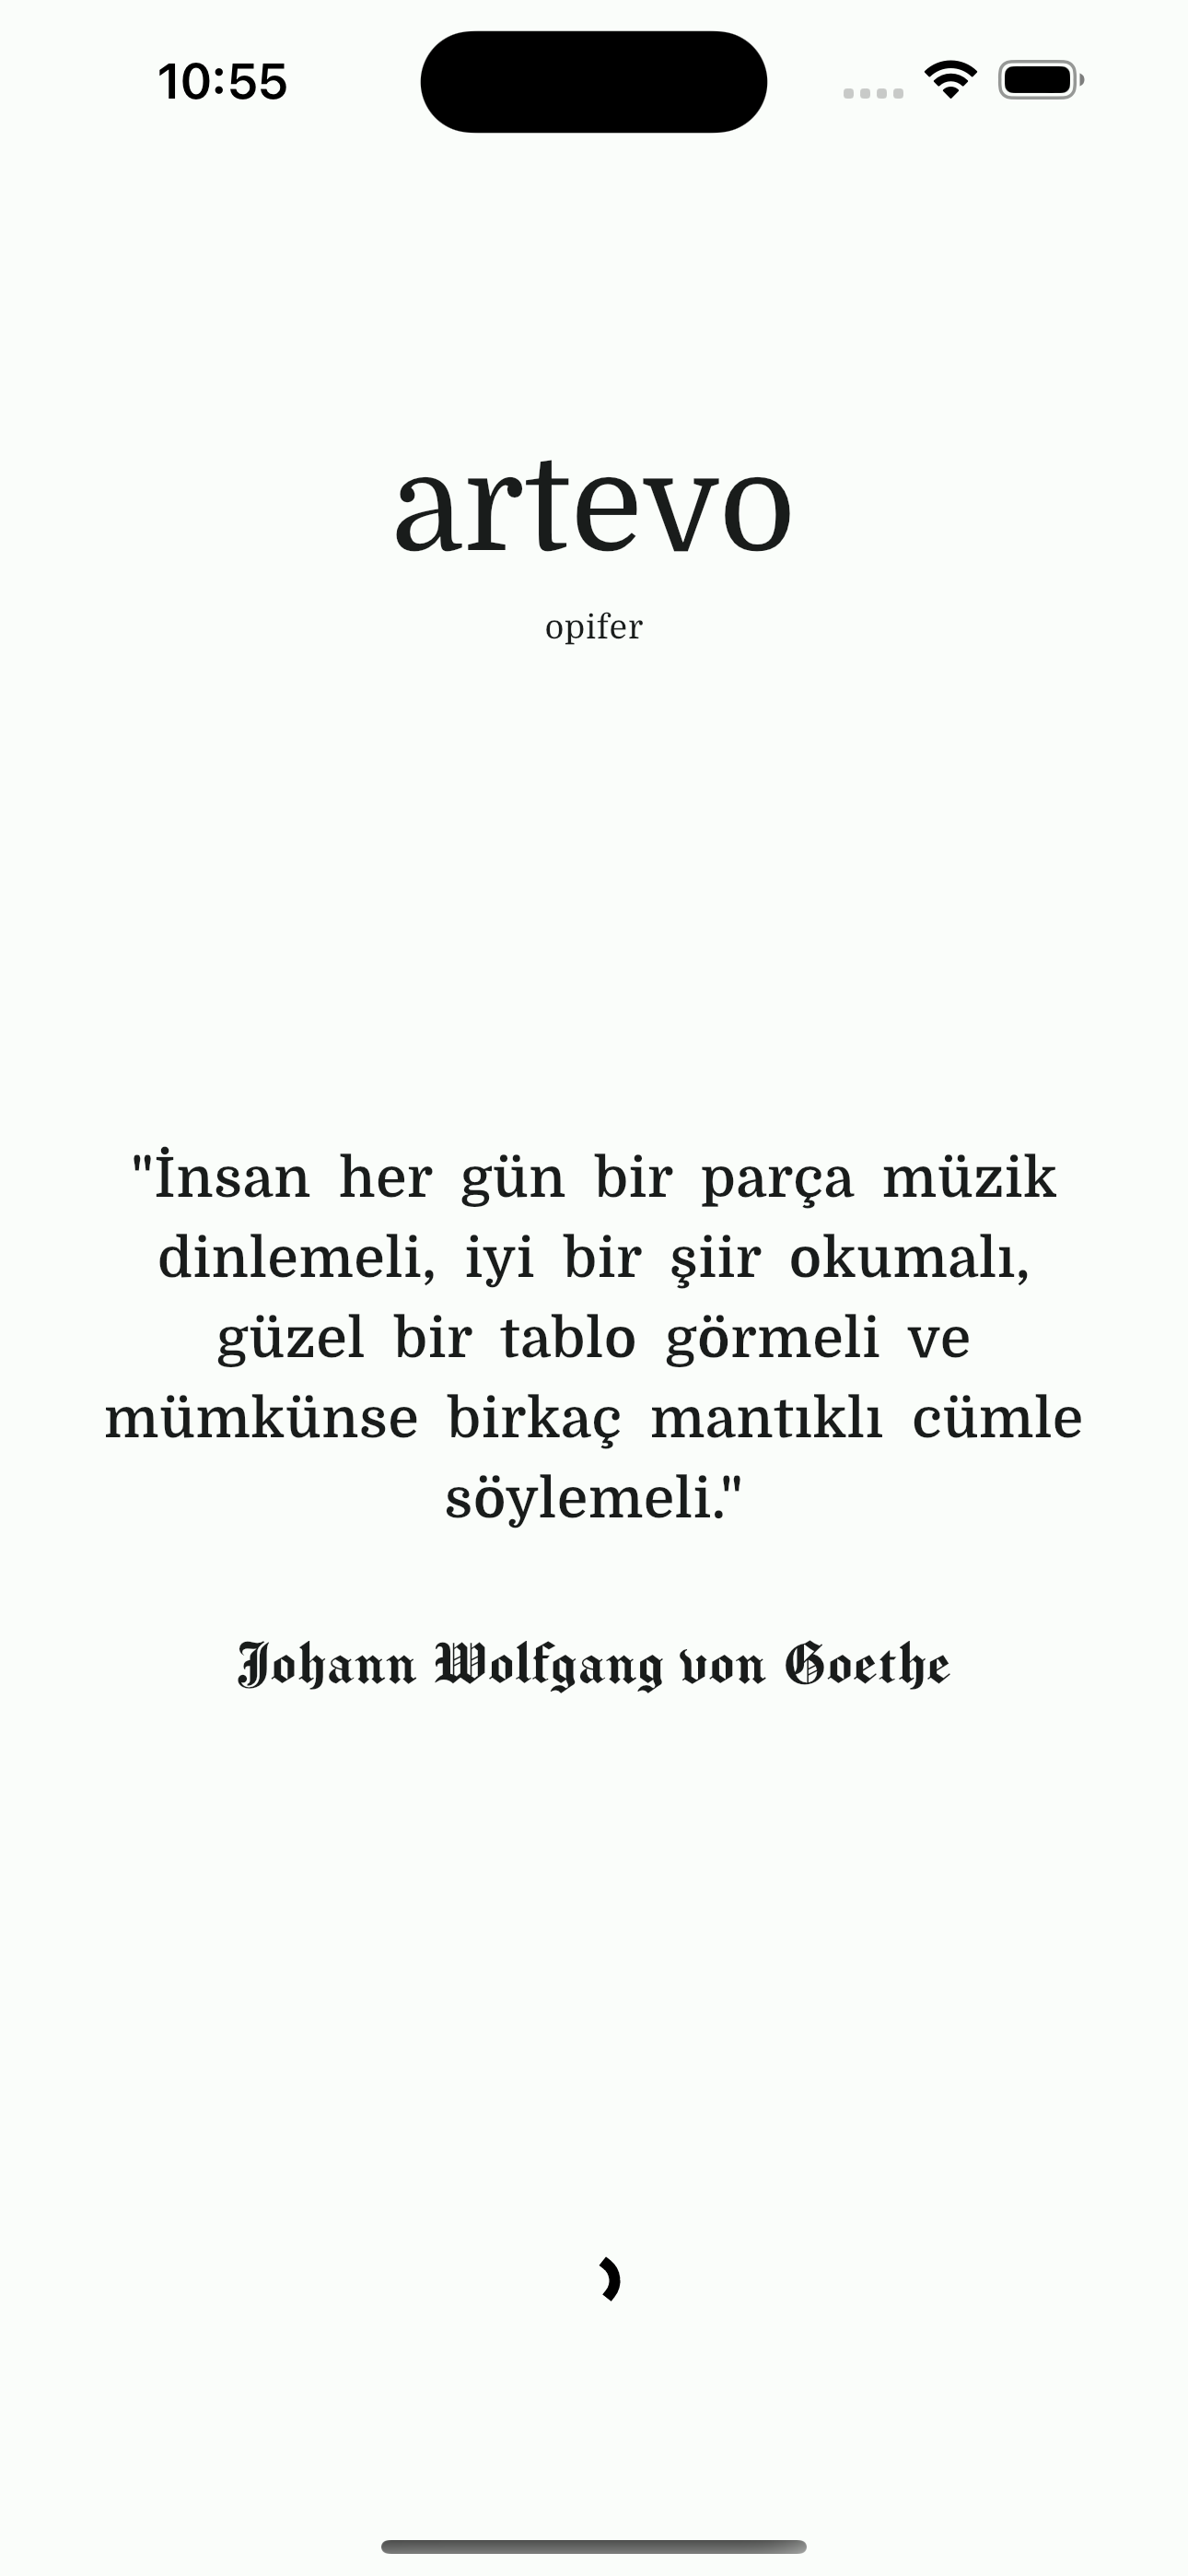 10:55
artevo
opifer
"İnsan her gün bir parça müzik
dinlemeli, iyi bir şiir okumalı,
güzel bir tablo görmeli ve
mümkünse birkaç mantıklı cümle
söylemeli."
Johann Wolfgang von Goethe